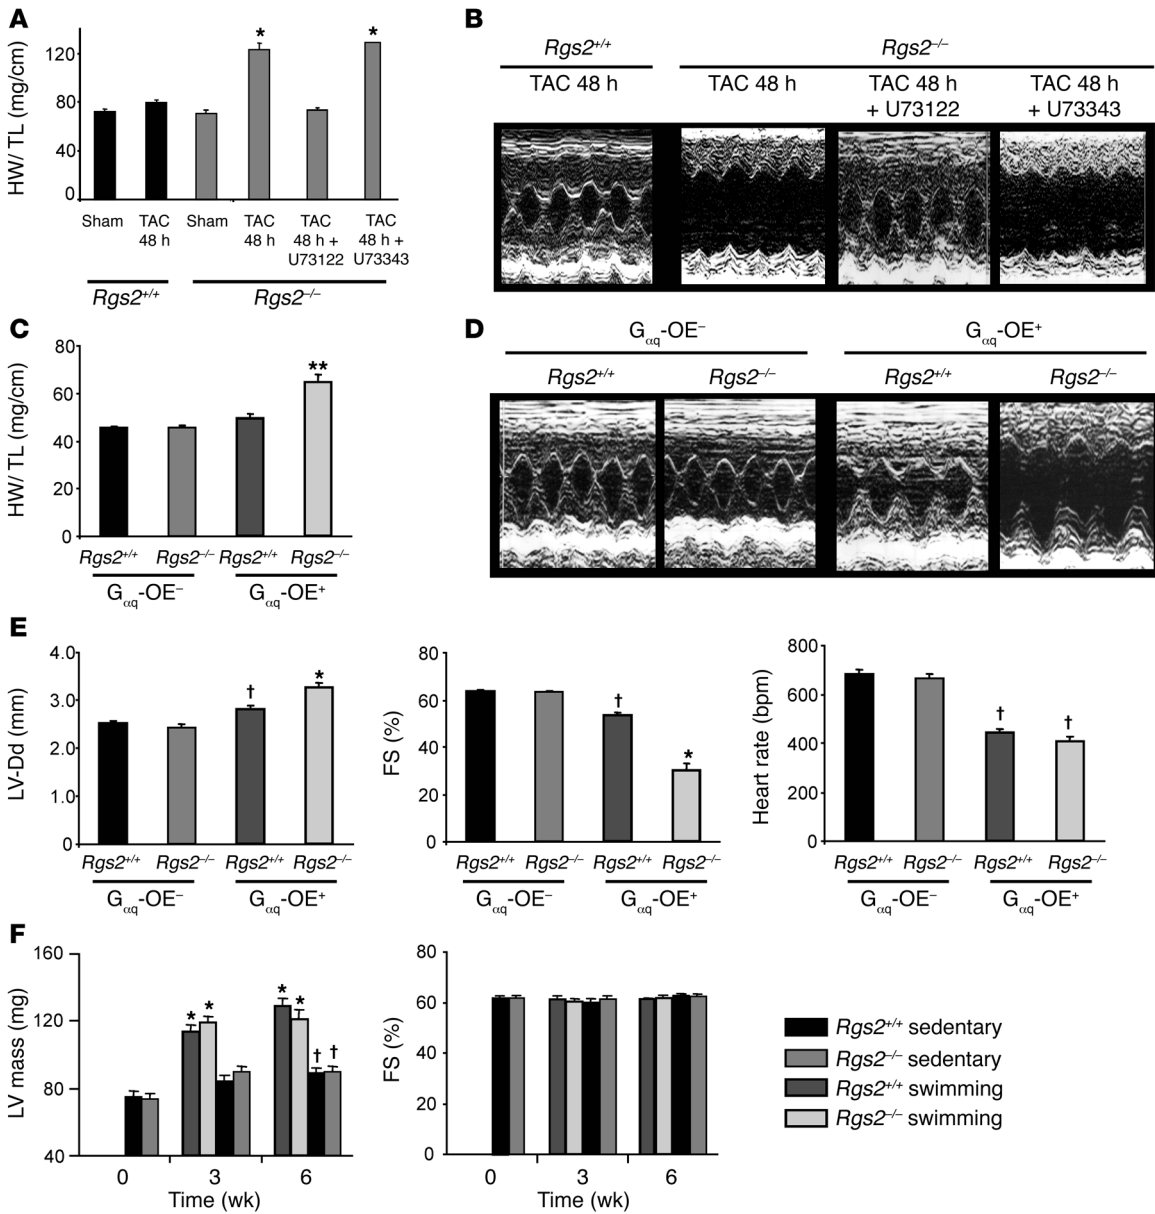 A
HW/ TL (mg/cm)
120
80
40
0
*
*
Sham
TAC 48 h
Sham
TAC 48 h
TAC 48 h + U73122
TAC 48 h + U73343
Rgs2+/+
Rgs2–/–
B
Rgs2+/+
Rgs2–/–
TAC 48 h
TAC 48 h
TAC 48 h + U73122
TAC 48 h + U73343
C
HW/ TL (mg/cm)
80
60
40
20
0
**
Rgs2+/+
Rgs2–/–
Rgs2+/+
Rgs2–/–
Gαq-OE–
Gαq-OE+
D
Gαq-OE–
Gαq-OE+
Rgs2+/+
Rgs2–/–
Rgs2+/+
Rgs2–/–
E
LV-Dd (mm)
4.0
3.0
2.0
1.0
0
†
*
Rgs2+/+
Rgs2–/–
Rgs2+/+
Rgs2–/–
Gαq-OE–
Gαq-OE+
FS (%)
80
60
40
20
0
†
*
Rgs2+/+
Rgs2–/–
Rgs2+/+
Rgs2–/–
Gαq-OE–
Gαq-OE+
Heart rate (bpm)
800
600
400
200
0
†
†
Rgs2+/+
Rgs2–/–
Rgs2+/+
Rgs2–/–
Gαq-OE–
Gαq-OE+
F
LV mass (mg)
160
120
80
40
*
*
*
*
†
†
0
3
6
Time (wk)
FS (%)
80
60
40
20
0
0
3
6
Time (wk)
Rgs2+/+ sedentary
Rgs2–/– sedentary
Rgs2+/+ swimming
Rgs2–/– swimming